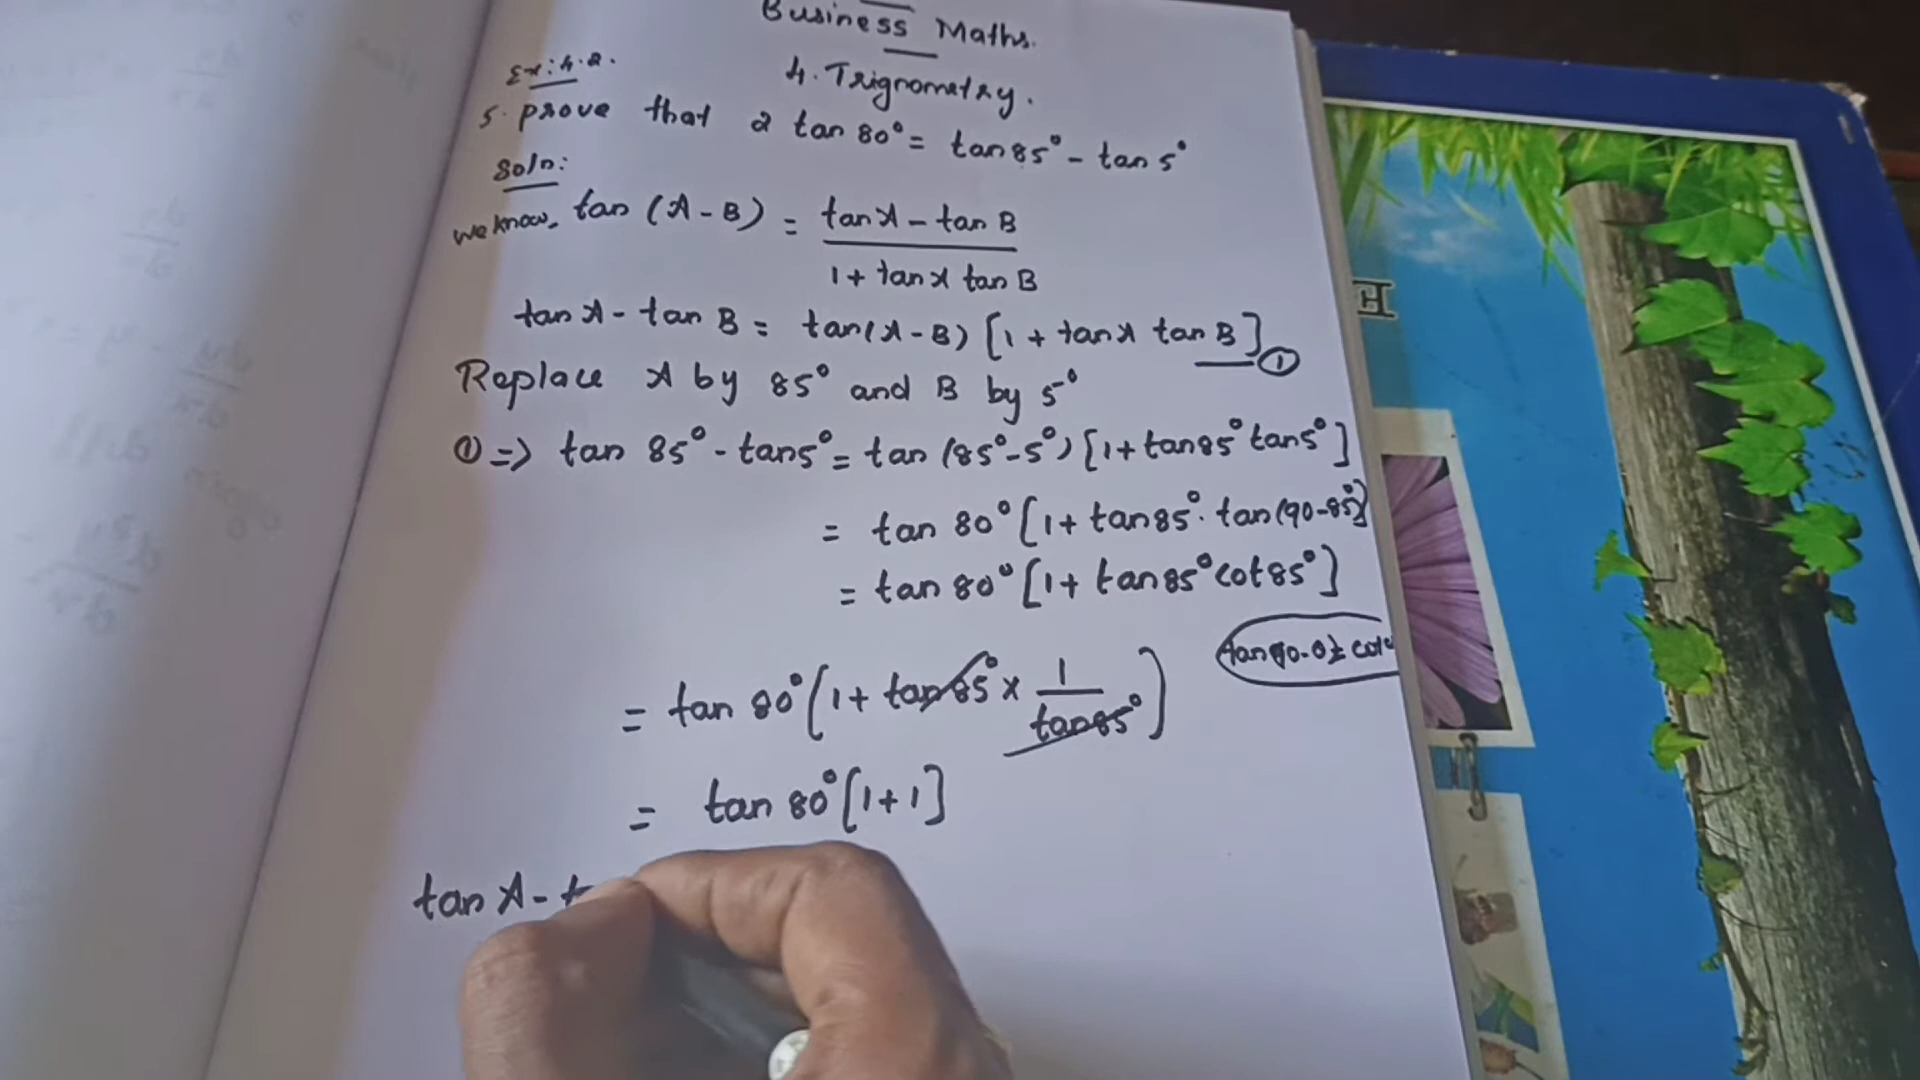 Business Maths.
Ex: 4.2.
4. Trignometry.
5. prove that 2 tan 80° = tan 85° - tan 5°
Soln:
we know, tan (A - B) = tan A - tan B / 1 + tan A tan B
tan A - tan B = tan (A - B) [1 + tan A tan B] ①
Replace A by 85° and B by 5°
① => tan 85° - tan 5° = tan (85° - 5°) [1 + tan 85° tan 5°]
= tan 80° [1 + tan 85° . tan (90 - 85°)]
= tan 80° [1 + tan 85° cot 85°]
tan 90 - θ =
= tan 80° (1 + tan 85° × 1 / tan 85°)
= tan 80° [1 + 1]
tan A - t
H